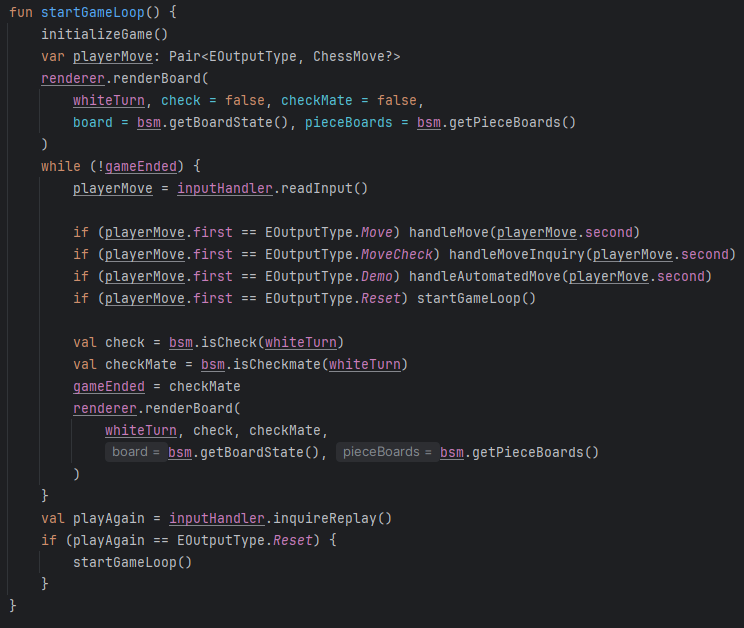 fun startGameLoop() {
    initializeGame()
    var playerMove: Pair<EOutputType, ChessMove?>
    renderer.renderBoard(
        whiteTurn, check = false, checkMate = false,
        board = bsm.getBoardState(), pieceBoards = bsm.getPieceBoards()
    )
    while (!gameEnded) {
        playerMove = inputHandler.readInput()

        if (playerMove.first == EOutputType.Move) handleMove(playerMove.second)
        if (playerMove.first == EOutputType.MoveCheck) handleMoveInquiry(playerMove.second)
        if (playerMove.first == EOutputType.Demo) handleAutomatedMove(playerMove.second)
        if (playerMove.first == EOutputType.Reset) startGameLoop()

        val check = bsm.isCheck(whiteTurn)
        val checkMate = bsm.isCheckmate(whiteTurn)
        gameEnded = checkMate
        renderer.renderBoard(
            whiteTurn, check, checkMate,
            board = bsm.getBoardState(), pieceBoards = bsm.getPieceBoards()
        )
    }
    val playAgain = inputHandler.inquireReplay()
    if (playAgain == EOutputType.Reset) {
        startGameLoop()
    }
}